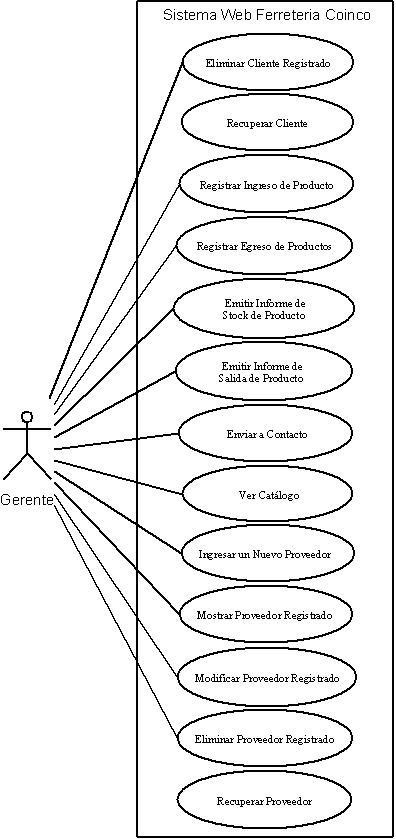 Sistema Web Ferreteria Coinco
Eliminar Cliente Registrado
Recuperar Cliente
Registrar Ingreso de Producto
Registrar Egreso de Productos
Emitir Informe de
Stock de Producto
Emitir Informe de
Salida de Producto
Enviar a Contacto
Gerente
Ver Catálogo
Ingresar un Nuevo Proveedor
Mostrar Proveedor Registrado
Modificar Proveedor Registrado
Eliminar Proveedor Registrado
Recuperar Proveedor